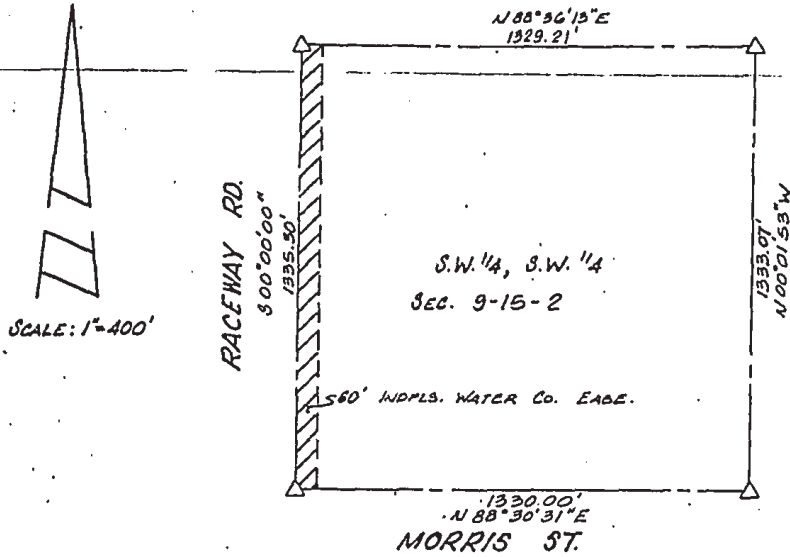 N 88°36'13"E
1329.21'
RACEWAY RD.
S 00°00'00"
1335.30'
S.W. 1/4, S.W. 1/4
SEC. 9-15-2
1333.07'
N 00°01'53"W
SCALE: 1"=400'
60' INDPLS. WATER CO. EASE.
1330.00'
N 88°30'31"E
MORRIS ST.